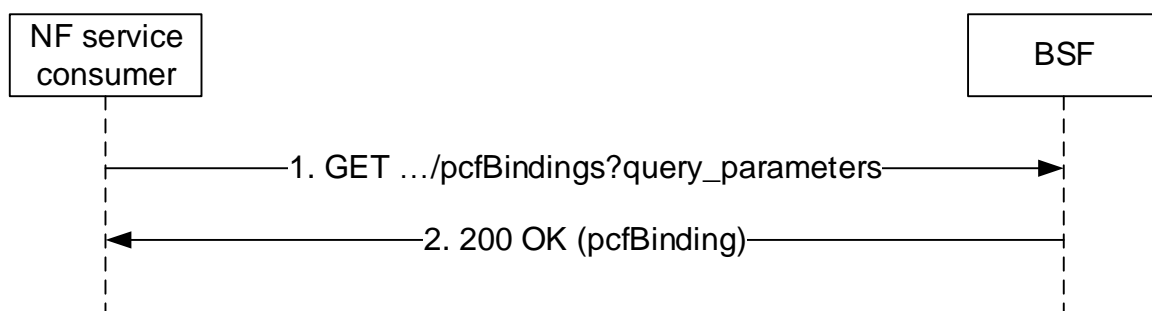 NF service
consumer
BSF
1. GET …/pcfBindings?query_parameters
2. 200 OK (pcfBinding)